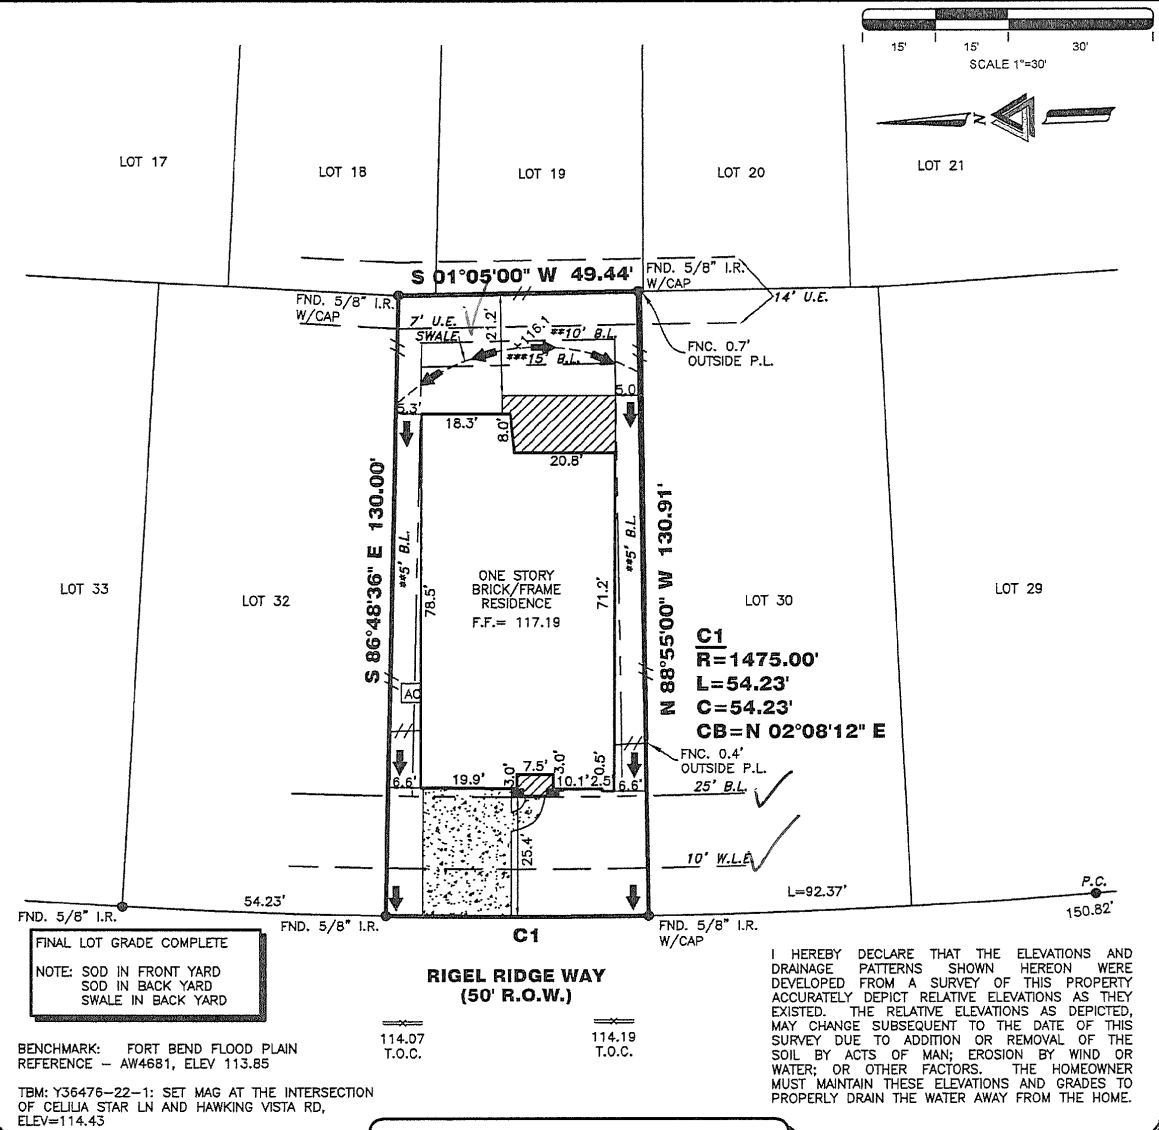 15' 15' 30'
SCALE 1"=30'
N
LOT 17
LOT 18
LOT 19
LOT 20
LOT 21
S 01°05'00" W 49.44'
FND. 5/8" I.R.
W/CAP
FND. 5/8" I.R.
W/CAP
14' U.E.
7' U.E.
SWALE
21.2'
×116.1
**10' B.L.
***15' B.L.
FNC. 0.7'
OUTSIDE P.L.
5.3'
5.0
18.3'
8.0'
20.8'
S 86°48'36" E 130.00'
**5' B.L.
78.5'
ONE STORY
BRICK/FRAME
RESIDENCE
F.F.= 117.19
71.2'
**5' B.L.
N 88°55'00" W 130.91'
LOT 33
LOT 32
LOT 30
LOT 29
C1
R=1475.00'
L=54.23'
C=54.23'
CB=N 02°08'12" E
AC
FNC. 0.4'
OUTSIDE P.L.
6.6'
19.9'
3.0'
7.5'
3.0'
10.1'
2.5'
0.5'
6.6'
25' B.L.
25.4'
10' W.L.E
54.23'
L=92.37'
P.C.
150.82'
FND. 5/8" I.R.
FND. 5/8" I.R.
FND. 5/8" I.R.
W/CAP
C1
RIGEL RIDGE WAY
(50' R.O.W.)
114.07
T.O.C.
114.19
T.O.C.
FINAL LOT GRADE COMPLETE
NOTE: SOD IN FRONT YARD
SOD IN BACK YARD
SWALE IN BACK YARD
BENCHMARK: FORT BEND FLOOD PLAIN
REFERENCE – AW4681, ELEV 113.85
TBM: Y36476-22-1: SET MAG AT THE INTERSECTION
OF CELILIA STAR LN AND HAWKING VISTA RD,
ELEV=114.43
I HEREBY DECLARE THAT THE ELEVATIONS AND
DRAINAGE PATTERNS SHOWN HEREON WERE
DEVELOPED FROM A SURVEY OF THIS PROPERTY
ACCURATELY DEPICT RELATIVE ELEVATIONS AS THEY
EXISTED. THE RELATIVE ELEVATIONS AS DEPICTED,
MAY CHANGE SUBSEQUENT TO THE DATE OF THIS
SURVEY DUE TO ADDITION OR REMOVAL OF THE
SOIL BY ACTS OF MAN; EROSION BY WIND OR
WATER; OR OTHER FACTORS. THE HOMEOWNER
MUST MAINTAIN THESE ELEVATIONS AND GRADES TO
PROPERLY DRAIN THE WATER AWAY FROM THE HOME.